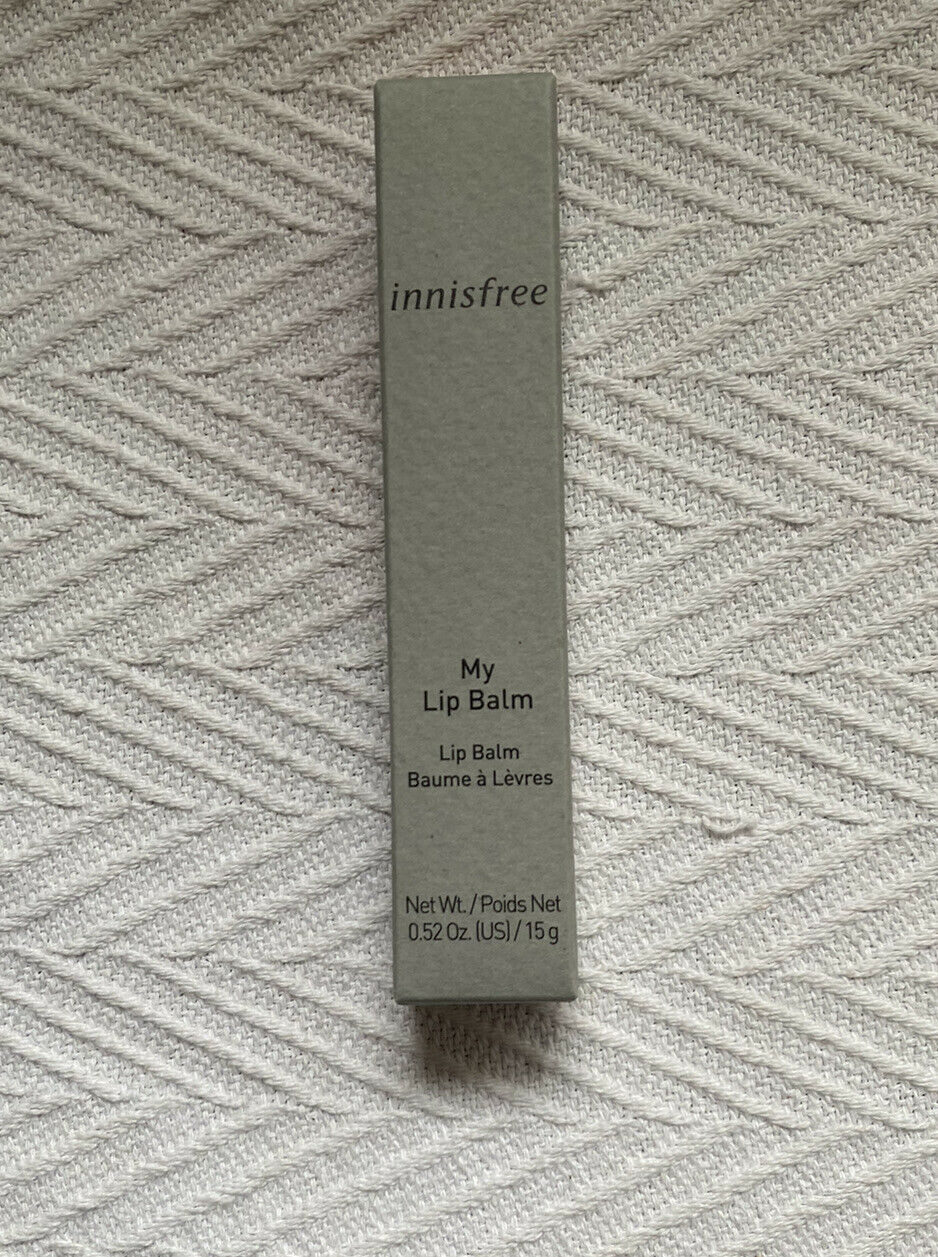 innisfree
My
Lip Balm
Lip Balm
Baume à Lèvres
Net Wt. / Poids Net
0.52 Oz. (US) / 15 g